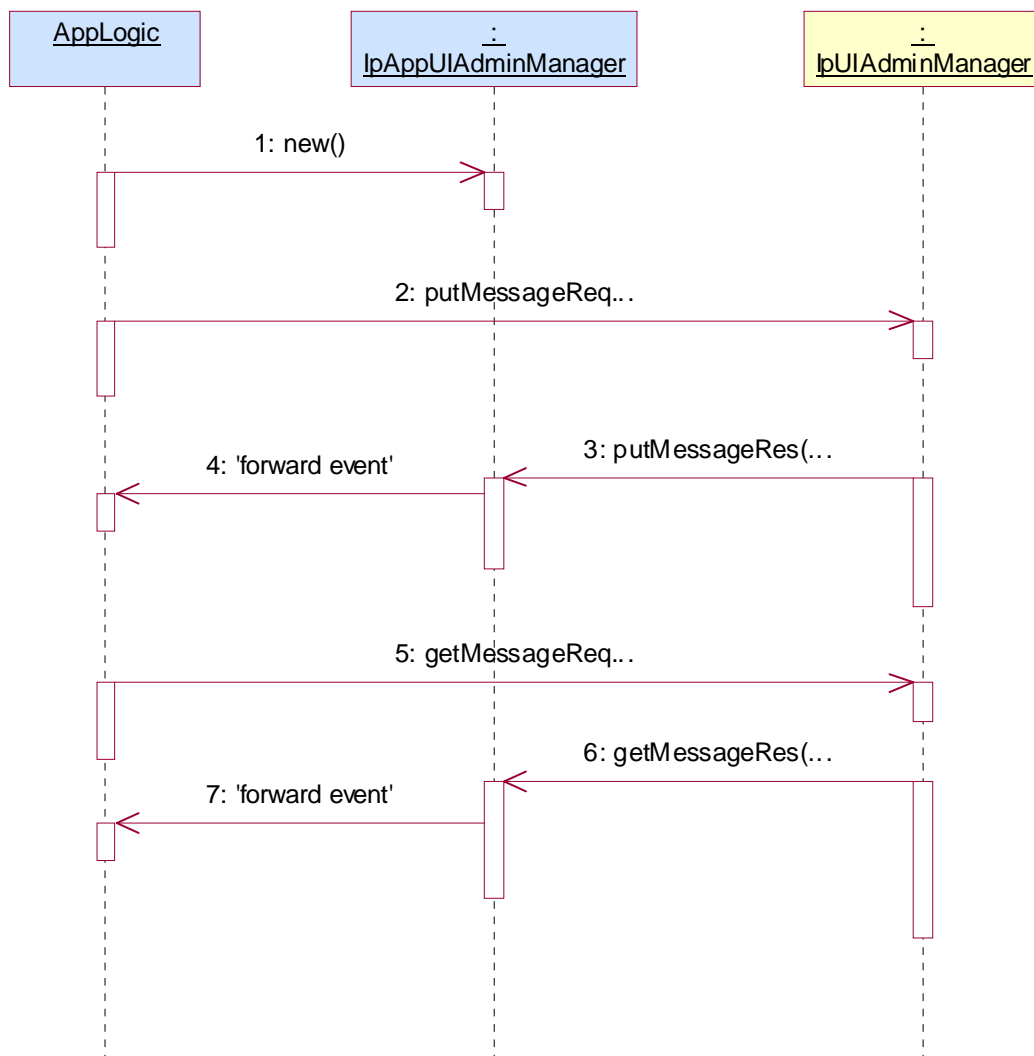 AppLogic
:
IpAppUIAdminManager
:
IpUIAdminManager
1: new()
2: putMessageReq...
3: putMessageRes(...
4: 'forward event'
5: getMessageReq...
6: getMessageRes(...
7: 'forward event'